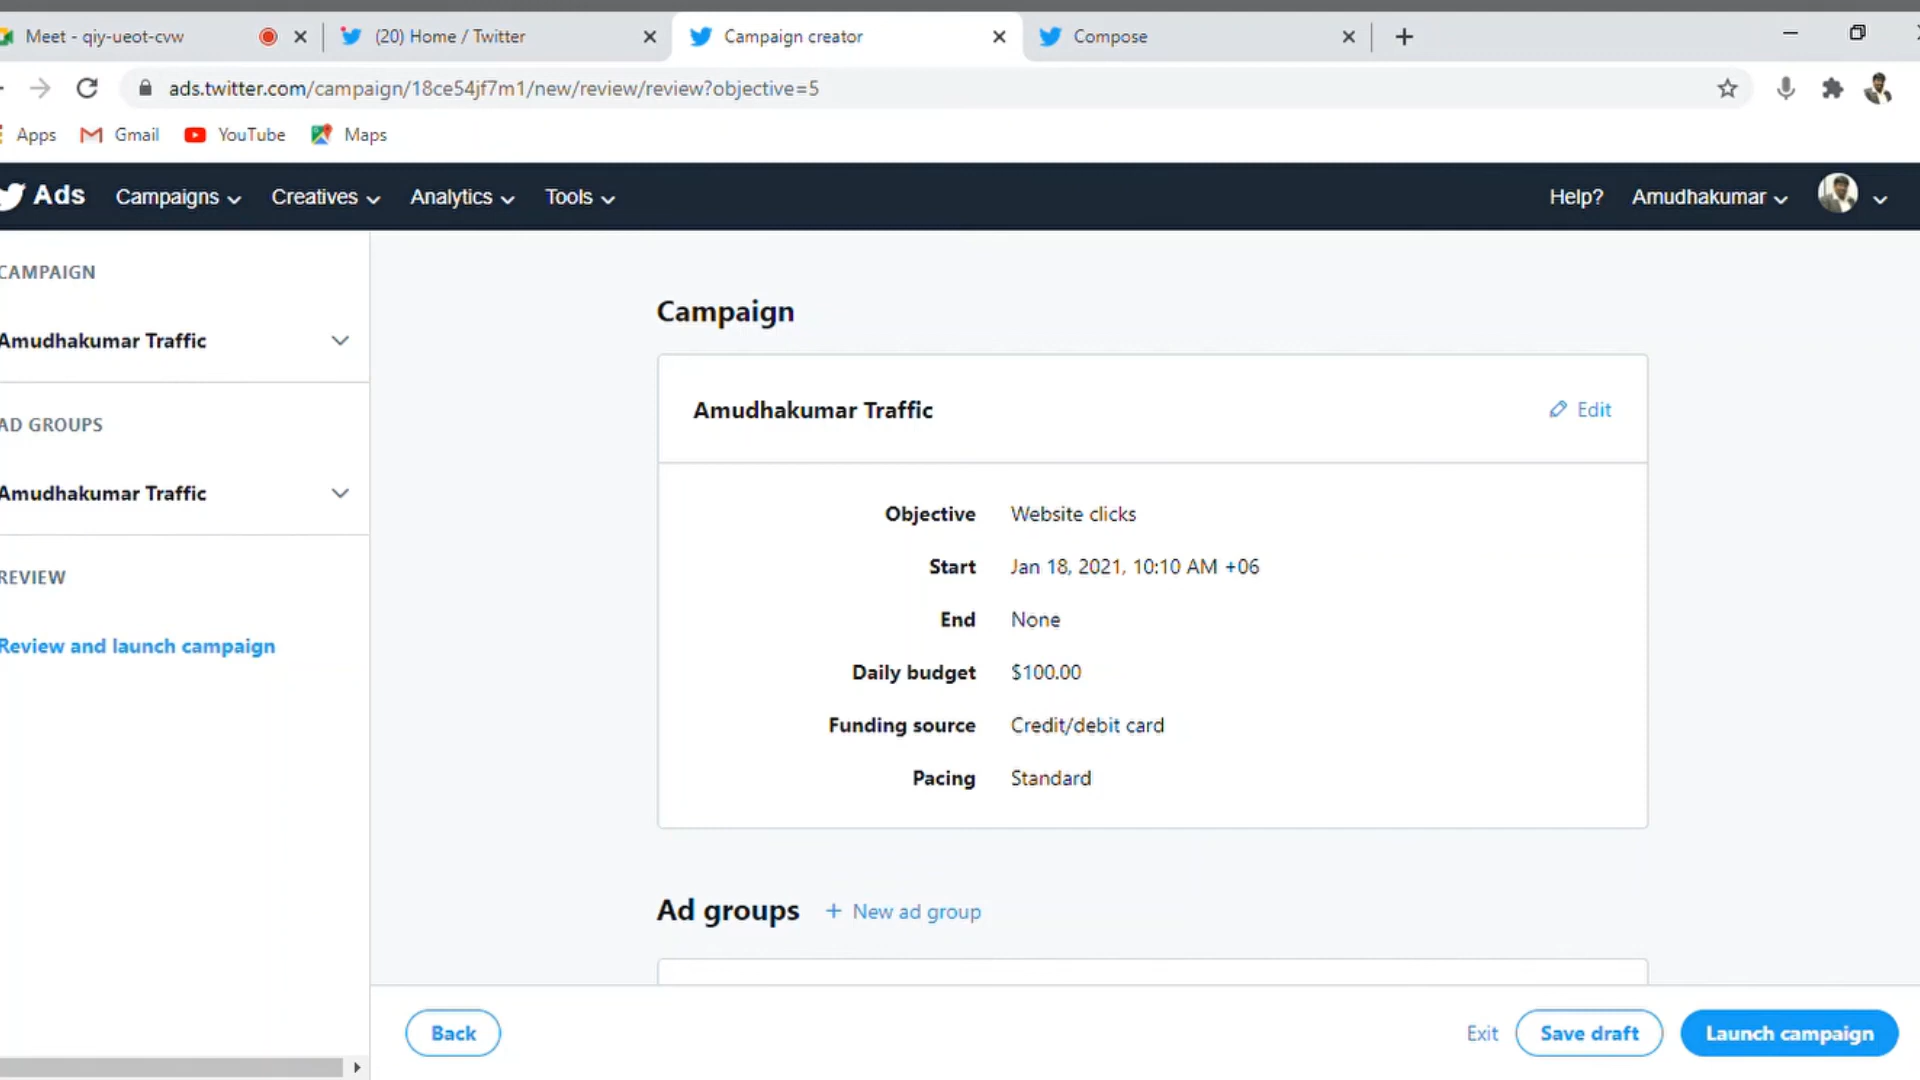 Meet - qiy-ueot-cvw
(20) Home / Twitter
Campaign creator
Compose
ads.twitter.com/campaign/18ce54jf7m1/new/review/review?objective=5
Apps
Gmail
YouTube
Maps
Ads
Campaigns
Creatives
Analytics
Tools
Help?
Amudhakumar
CAMPAIGN
Amudhakumar Traffic
AD GROUPS
Amudhakumar Traffic
REVIEW
Review and launch campaign
Campaign
Amudhakumar Traffic
Edit
Objective Website clicks
Start Jan 18, 2021, 10:10 AM +06
End None
Daily budget $100.00
Funding source Credit/debit card
Pacing Standard
Ad groups + New ad group
Back
Exit
Save draft
Launch campaign